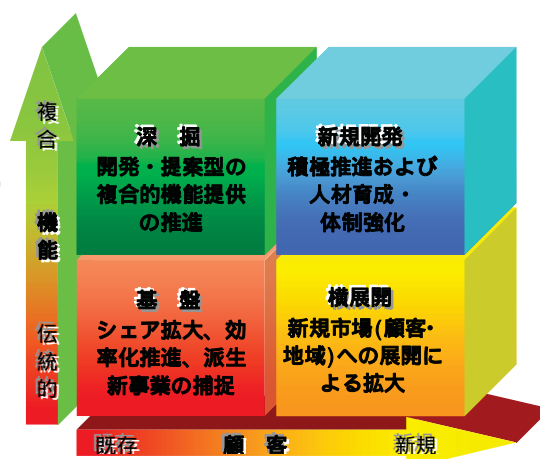 複合
機能
伝統的
深 掘
開発・提案型の
複合的機能提供
の推進
新規開発
積極推進および
人材育成・
体制強化
基 盤
シェア拡大、効
率化推進、派生
新事業の捕捉
横展開
新規市場(顧客・
地域)への展開に
よる拡大
既存 顧 客 新規